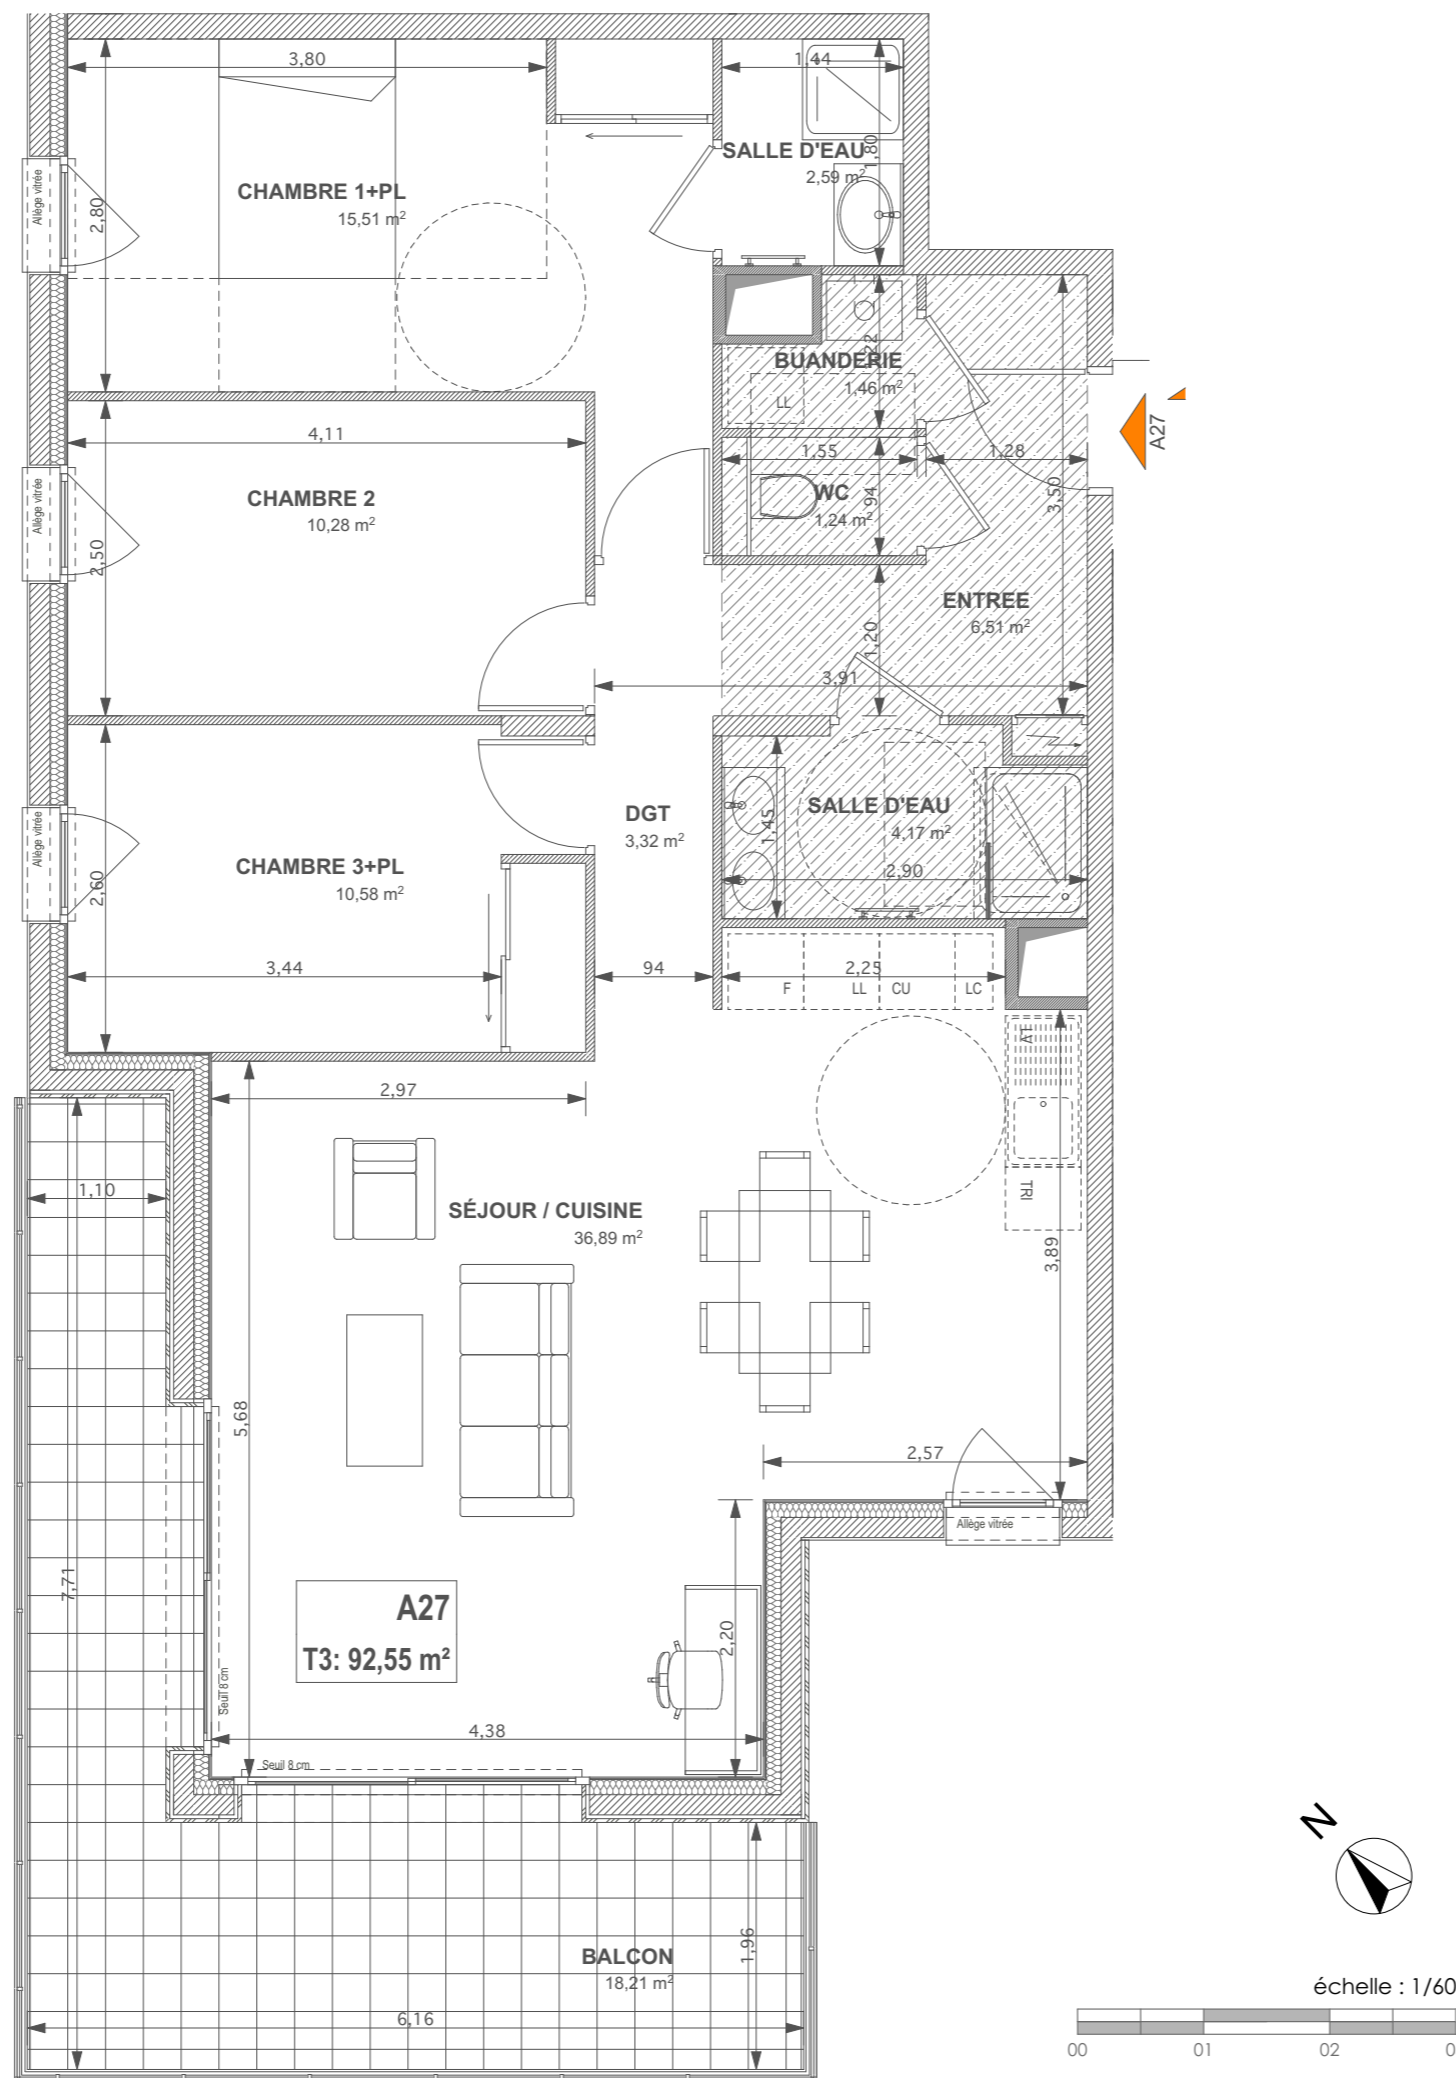 3,80
1,44
SALLE D'EAU
2,59 m²
1,80
CHAMBRE 1+PL
15,51 m²
Allège vitrée
2,80
BUANDERIE
1,46 m²
LL
4,11
1,55
1,28
A27
CHAMBRE 2
10,28 m²
Allège vitrée
2,50
WC
1,24 m²
94
3,50
ENTREE
6,51 m²
1,20
3,91
DGT
3,32 m²
SALLE D'EAU
4,17 m²
1,45
2,90
Allège vitrée
CHAMBRE 3+PL
10,58 m²
2,60
3,44
94
2,25
F
LL
CU
LC
AT
TRI
2,97
1,10
SÉJOUR / CUISINE
36,89 m²
3,89
5,68
2,57
Allège vitrée
7,71
A27
T3: 92,55 m²
2,20
Seuil 8 cm
4,38
Seuil 8 cm
N
BALCON
18,21 m²
1,96
6,16
échelle : 1/60
00 01 02